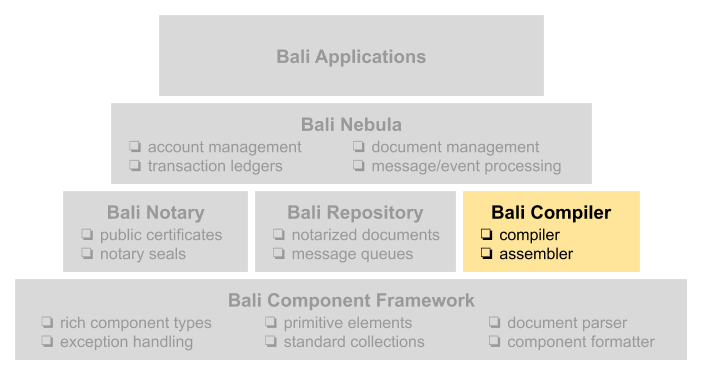 Bali Applications
Bali Nebula
❏ account management ❏ document management
❏ transaction ledgers ❏ message/event processing
Bali Notary
❏ public certificates
❏ notary seals
Bali Repository
❏ notarized documents
❏ message queues
Bali Compiler
❏ compiler
❏ assembler
Bali Component Framework
❏ rich component types ❏ primitive elements ❏ document parser
❏ exception handling ❏ standard collections ❏ component formatter